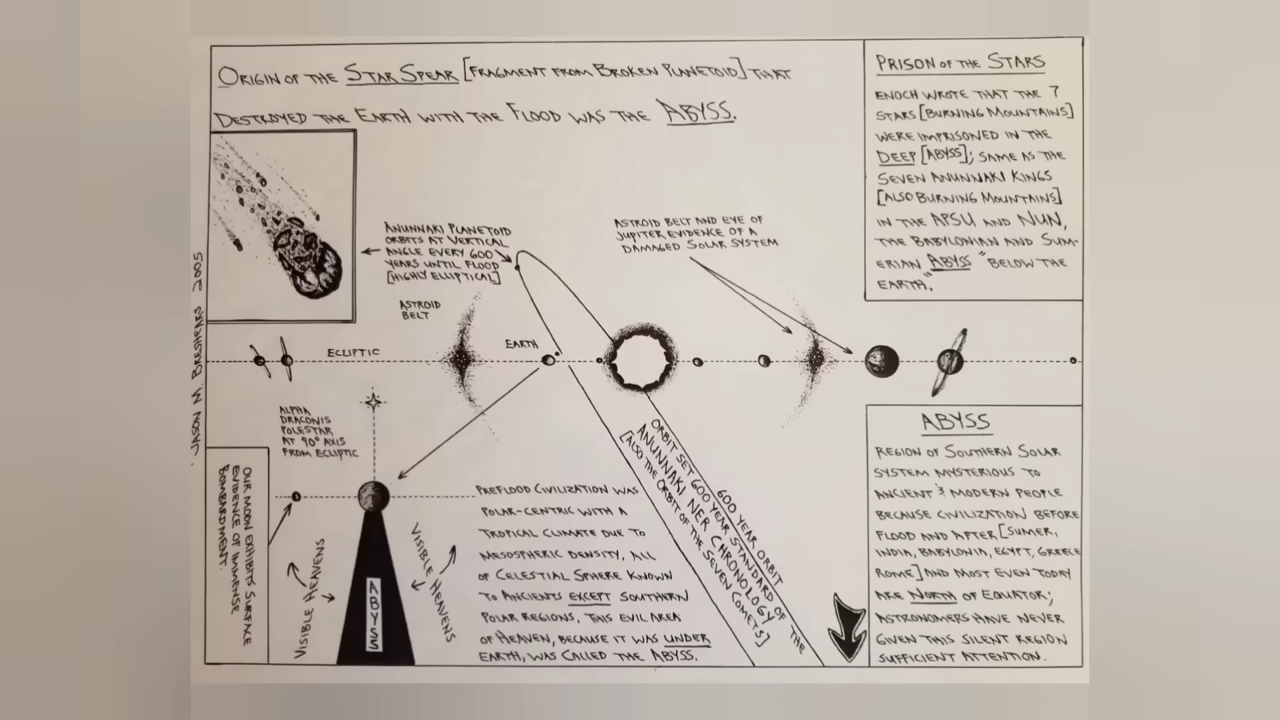 ORIGIN OF THE STAR SPEAR [FRAGMENT FROM BROKEN PLANETOID] THAT
DESTROYED THE EARTH WITH THE FLOOD WAS THE ABYSS.
PRISON OF THE STARS
ENOCH WROTE THAT THE 7
STARS [BURNING MOUNTAINS]
WERE IMPRISONED IN THE
DEEP [ABYSS]; SAME AS THE
SEVEN ANUNNAKI KINGS
[ALSO BURNING MOUNTAINS]
IN THE APSU AND NUN,
THE BABYLONIAN AND SUM-
ERIAN ABYSS "BELOW THE
EARTH."
ANUNNAKI PLANETOID
ORBITS AT VERTICAL
ANGLE EVERY 600
YEARS UNTIL FLOOD
[HIGHLY ELLIPTICAL]
ASTROID BELT AND EYE OF
JUPITER EVIDENCE OF A
DAMAGED SOLAR SYSTEM
ASTROID
BELT
JASON M. BRESHEARS 2005
ECLIPTIC
EARTH
ALPHA
DRACONIS
POLESTAR
AT 90° AXIS
FROM ECLIPTIC
OUR MOON EXHIBITS SURFACE
EVIDENCE OF IMMENSE
BOMBARDMENT.
VISIBLE HEAVENS
ABYSS
VISIBLE HEAVENS
PREFLOOD CIVILIZATION WAS
POLAR-CENTRIC WITH A
TROPICAL CLIMATE DUE TO
MESOSPHERIC DENSITY, ALL
OF CELESTIAL SPHERE KNOWN
TO ANCIENTS EXCEPT SOUTHERN
POLAR REGIONS, THIS EVIL AREA
OF HEAVEN, BECAUSE IT WAS UNDER
EARTH, WAS CALLED THE ABYSS.
600 YEAR ORBIT
ORBIT SET 600 YEAR STANDARD OF THE
ANUNNAKI NER CHRONOLOGY
[ALSO THE ORBIT OF THE SEVEN COMETS]
ABYSS
REGION OF SOUTHERN SOLAR
SYSTEM MYSTERIOUS TO
ANCIENT & MODERN PEOPLE
BECAUSE CIVILIZATION BEFORE
FLOOD AND AFTER [SUMER,
INDIA, BABYLONIA, EGYPT, GREECE
ROME] AND MOST EVEN TODAY
ARE NORTH OF EQUATOR;
ASTRONOMERS HAVE NEVER
GIVEN THIS SILENT REGION
SUFFICIENT ATTENTION.